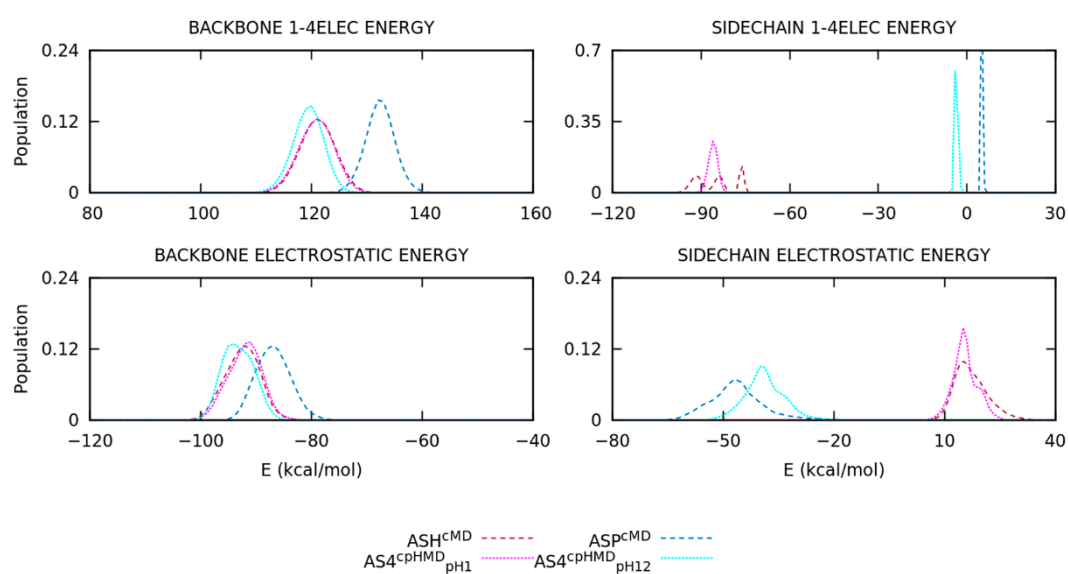 BACKBONE 1-4ELEC ENERGY
SIDECHAIN 1-4ELEC ENERGY
0.24
0.12
0
Population
80 100 120 140 160
0.7
0.35
0
−120 −90 −60 −30 0 30
BACKBONE ELECTROSTATIC ENERGY
SIDECHAIN ELECTROSTATIC ENERGY
0.24
0.12
0
Population
−120 −100 −80 −60 −40
E (kcal/mol)
0.24
0.12
0
−80 −50 −20 10 40
E (kcal/mol)
ASH^cMD ASP^cMD
AS4^cpHMD_pH1 AS4^cpHMD_pH12